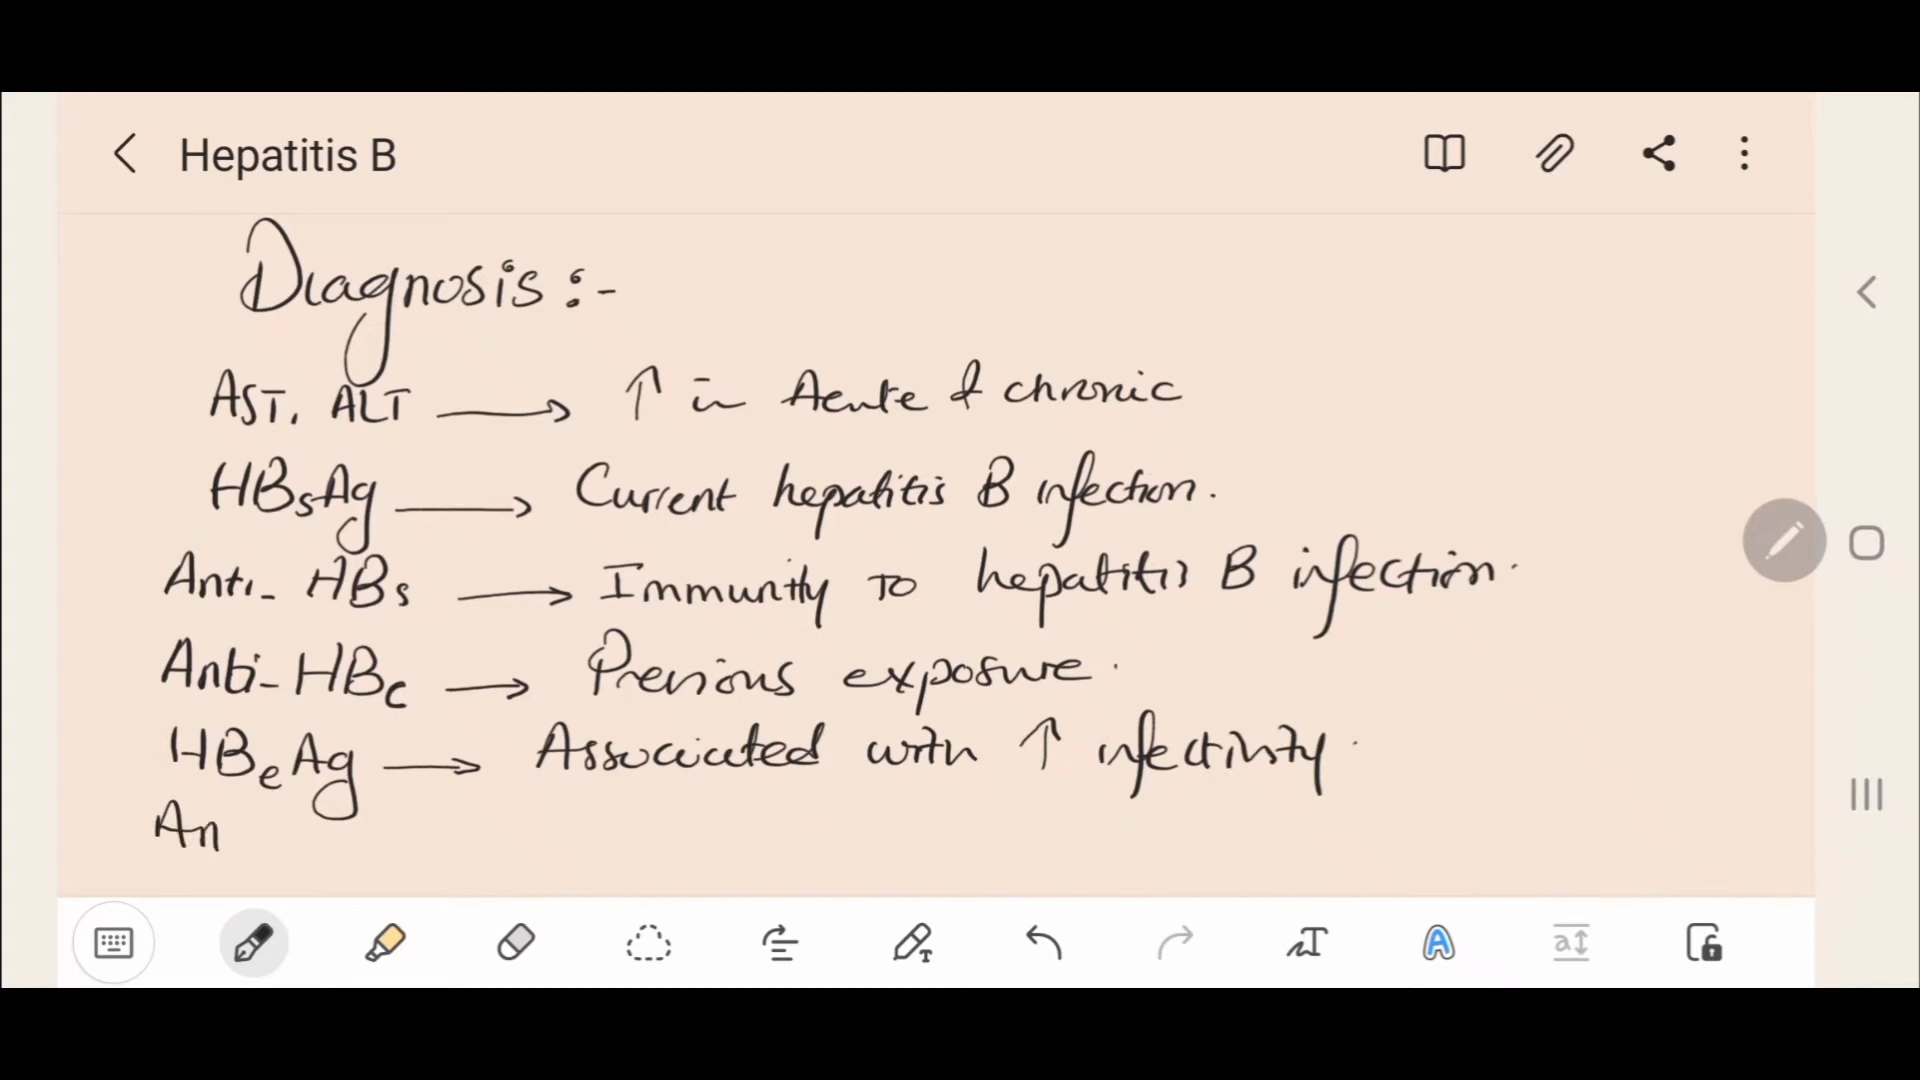 Hepatitis B
Diagnosis :-
AST, ALT → ↑ in Acute & chronic
HBsAg → Current hepatitis B infection.
Anti- HBs → Immunity to hepatitis B infection.
Anti-HBc → Previous exposure.
HBeAg → Associated with ↑ infectivity.
An